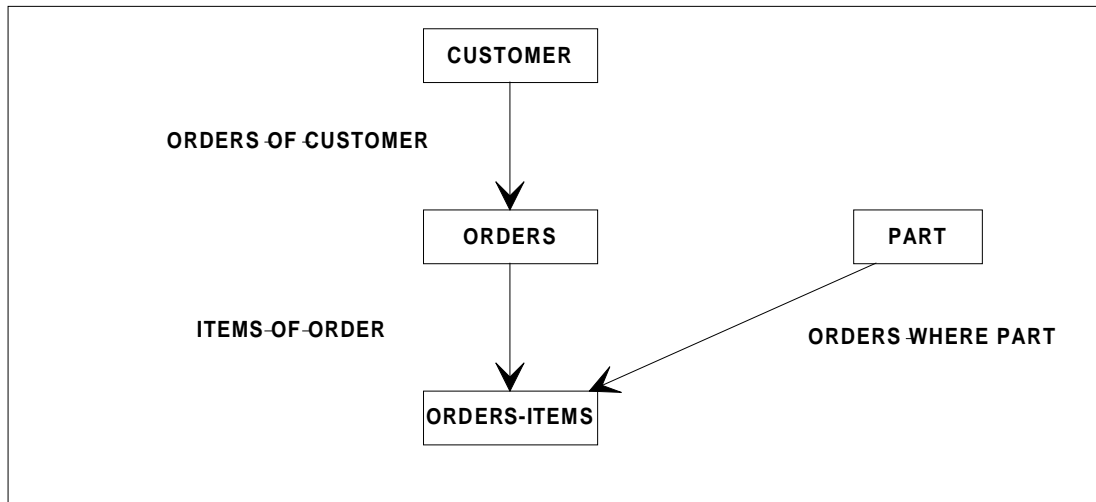 CUSTOMER
ORDERS-OF-CUSTOMER
ORDERS
PART
ITEMS-OF-ORDER
ORDERS-WHERE PART
ORDERS-ITEMS